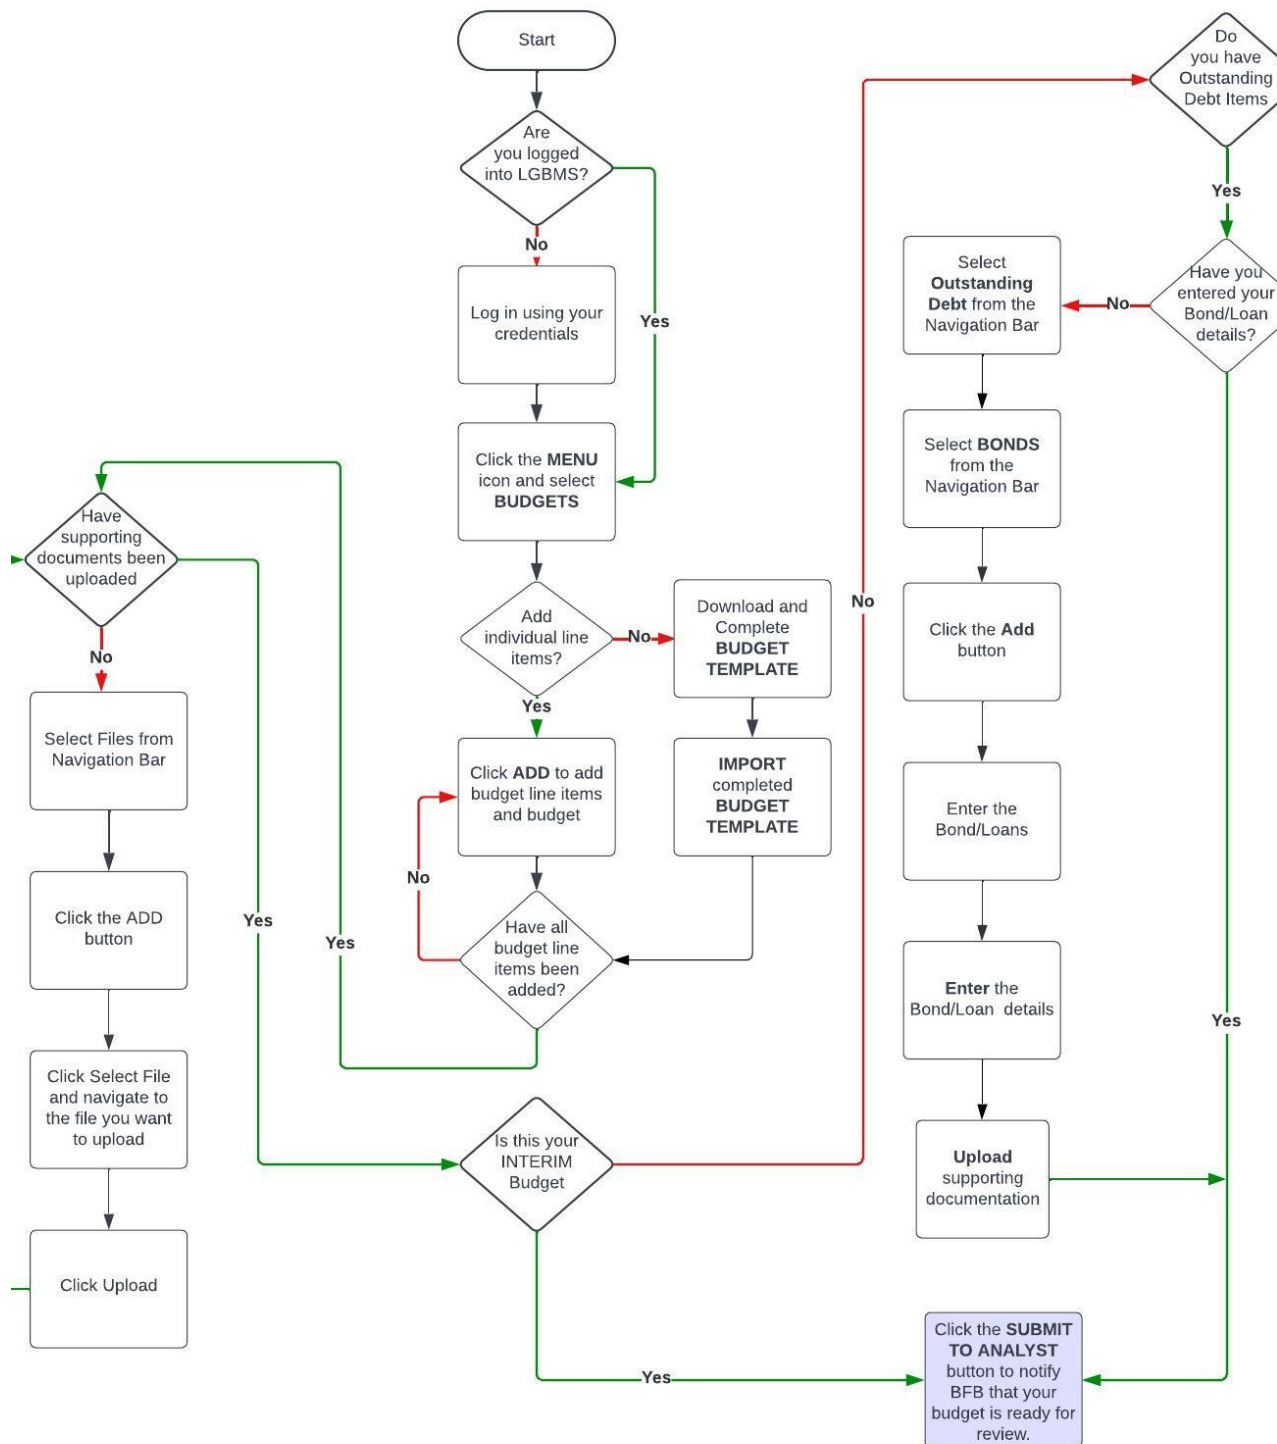 Start
Are
you logged
into LGBMS?
No
Yes
Log in using your
credentials
Click the MENU
icon and select
BUDGETS
Add
individual line
items?
No
Download and
Complete
BUDGET
TEMPLATE
Yes
Click ADD to add
budget line items
and budget
IMPORT
completed
BUDGET
TEMPLATE
No
Have all
budget line
items been
added?
Yes
Have
supporting
documents been
uploaded
No
Select Files from
Navigation Bar
Click the ADD
button
Click Select File
and navigate to
the file you want
to upload
Click Upload
Yes
Is this your
INTERIM
Budget
No
Yes
Do
you have
Outstanding
Debt Items
Yes
Have you
entered your
Bond/Loan
details?
No
Select
Outstanding
Debt from the
Navigation Bar
Select BONDS
from the
Navigation Bar
Click the Add
button
Enter the
Bond/Loans
Enter the
Bond/Loan details
Upload
supporting
documentation
Yes
Click the SUBMIT
TO ANALYST
button to notify
BFB that your
budget is ready for
review.